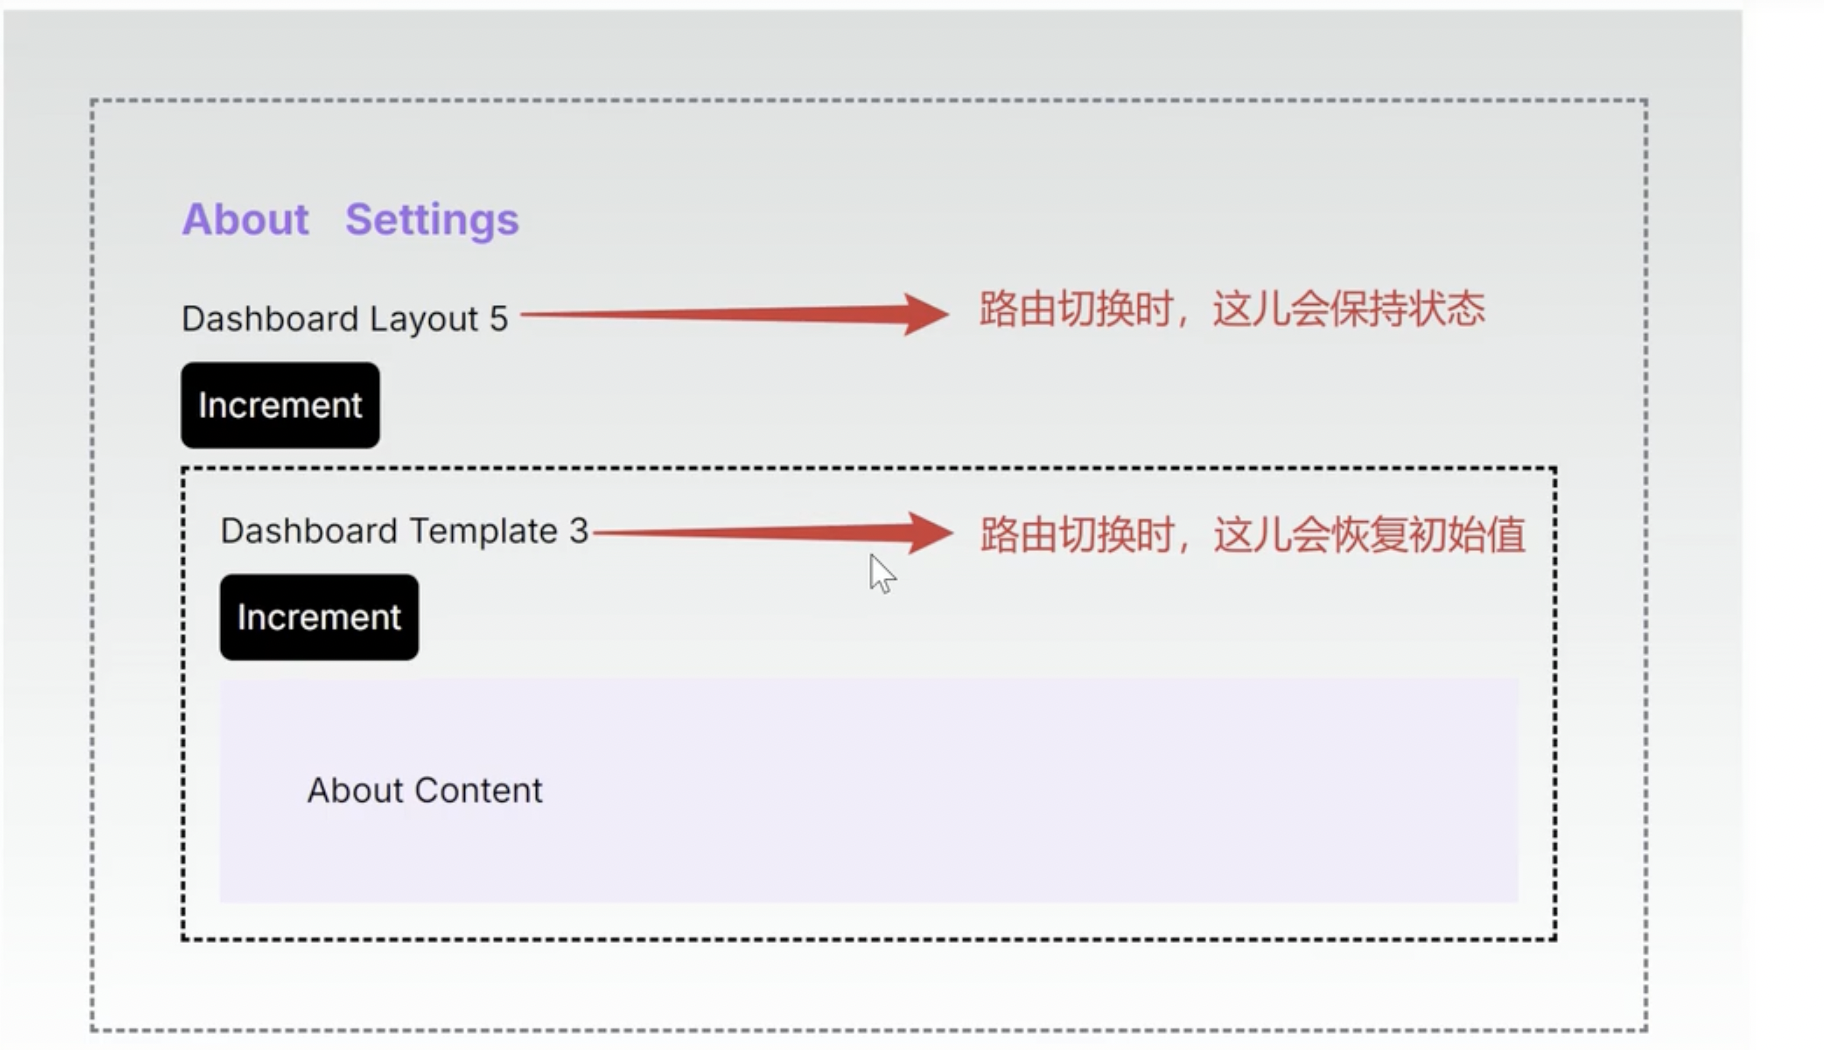 About Settings
Dashboard Layout 5
路由切换时，这儿会保持状态
Increment
Dashboard Template 3
路由切换时，这儿会恢复初始值
Increment
About Content